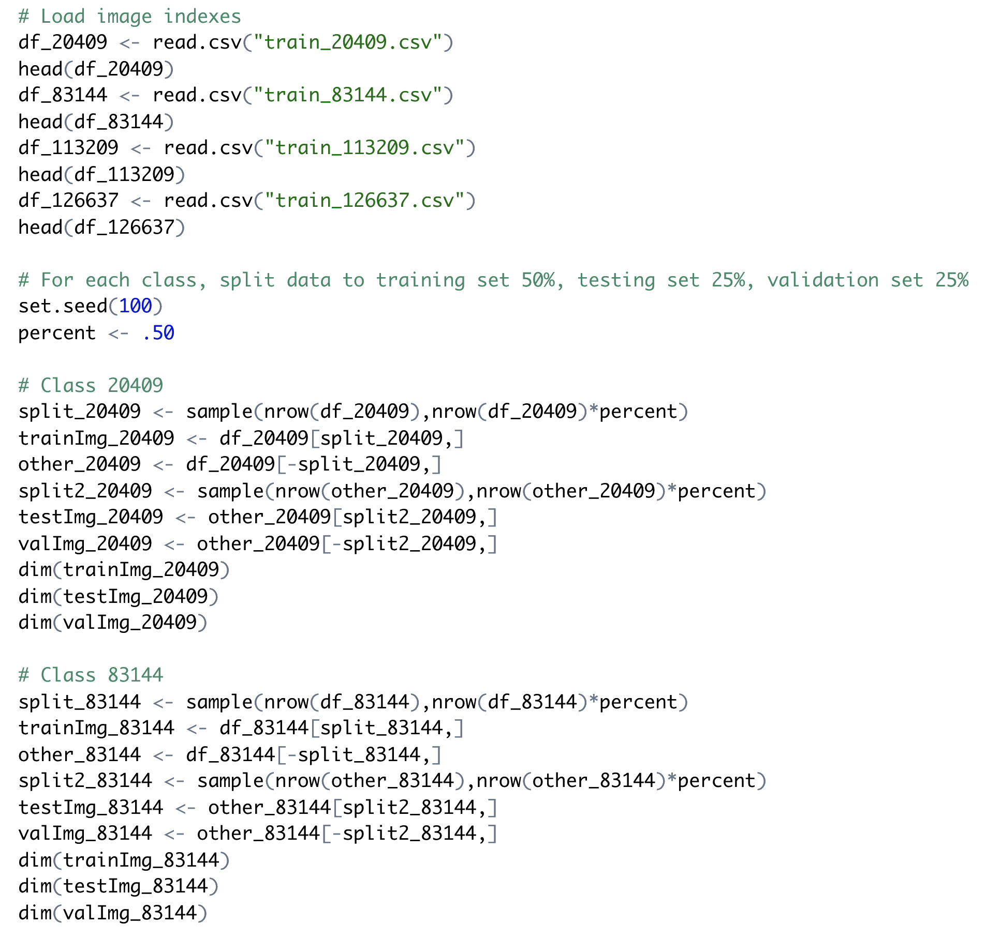 # Load image indexes
df_20409 <- read.csv("train_20409.csv")
head(df_20409)
df_83144 <- read.csv("train_83144.csv")
head(df_83144)
df_113209 <- read.csv("train_113209.csv")
head(df_113209)
df_126637 <- read.csv("train_126637.csv")
head(df_126637)
# For each class, split data to training set 50%, testing set 25%, validation set 25%
set.seed(100)
percent <- .50
# Class 20409
split_20409 <- sample(nrow(df_20409),nrow(df_20409)*percent)
trainImg_20409 <- df_20409[split_20409,]
other_20409 <- df_20409[-split_20409,]
split2_20409 <- sample(nrow(other_20409),nrow(other_20409)*percent)
testImg_20409 <- other_20409[split2_20409,]
valImg_20409 <- other_20409[-split2_20409,]
dim(trainImg_20409)
dim(testImg_20409)
dim(valImg_20409)
# Class 83144
split_83144 <- sample(nrow(df_83144),nrow(df_83144)*percent)
trainImg_83144 <- df_83144[split_83144,]
other_83144 <- df_83144[-split_83144,]
split2_83144 <- sample(nrow(other_83144),nrow(other_83144)*percent)
testImg_83144 <- other_83144[split2_83144,]
valImg_83144 <- other_83144[-split2_83144,]
dim(trainImg_83144)
dim(testImg_83144)
dim(valImg_83144)